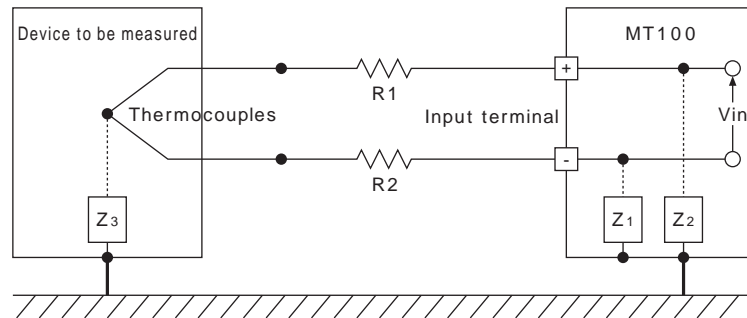 Device to be measured
MT100
+
R1
Thermocouples
Input terminal
Vin
-
R2
Z3
Z1
Z2